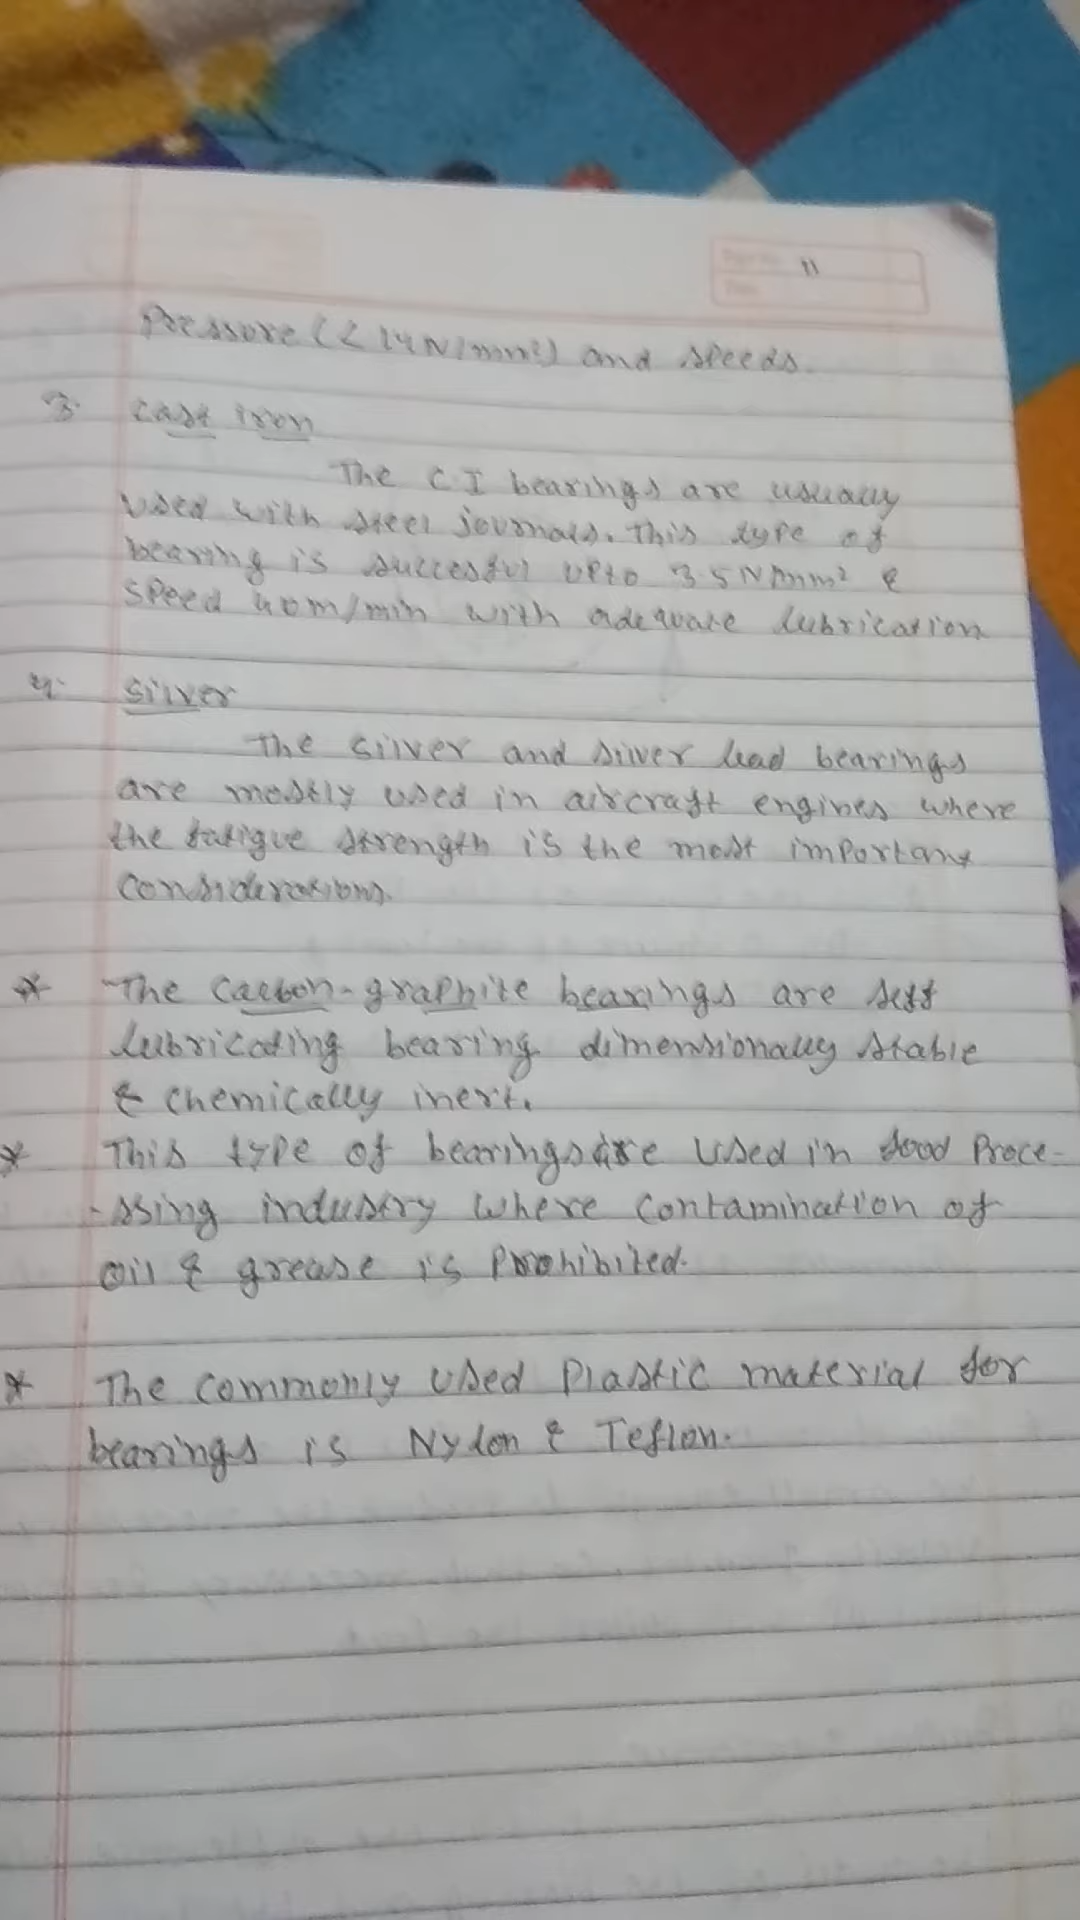 Page No. 11
Pressure (< 14N/mm²) and speeds.
3. Cast iron
The C.I bearings are usually
used with steel journals. This type of
bearing is successful upto 3.5N/mm² &
speed 40m/min with adequate lubrication
4. Silver
The silver and silver lead bearings
are mostly used in aircraft engines where
the fatigue strength is the most important
considerations.
* The Carbon-graphite bearings are self
lubricating bearing dimensionally stable
& chemically inert.
* This type of bearings are used in food Proce-
-ssing industry where contamination of
oil & grease is Prohibited.
* The commonly used Plastic material for
bearings is Nylon & Teflon.